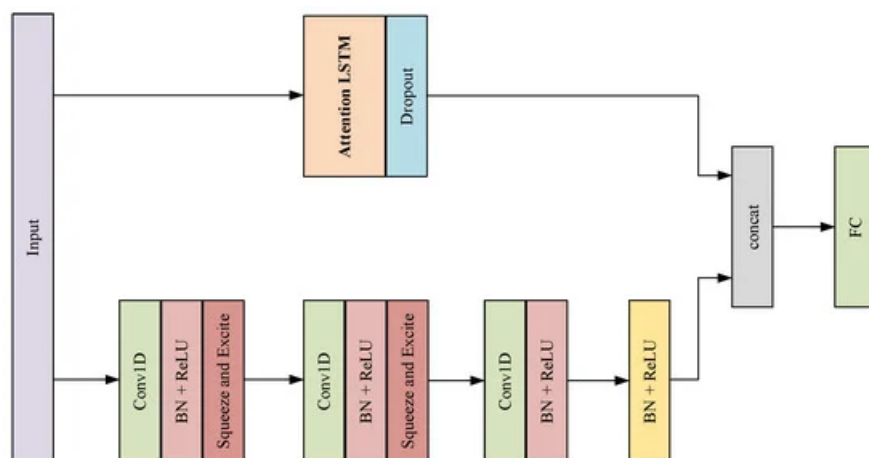 Input
Attention LSTM
Dropout
Conv1D
BN + ReLU
Squeeze and Excite
Conv1D
BN + ReLU
Squeeze and Excite
Conv1D
BN + ReLU
BN + ReLU
concat
FC